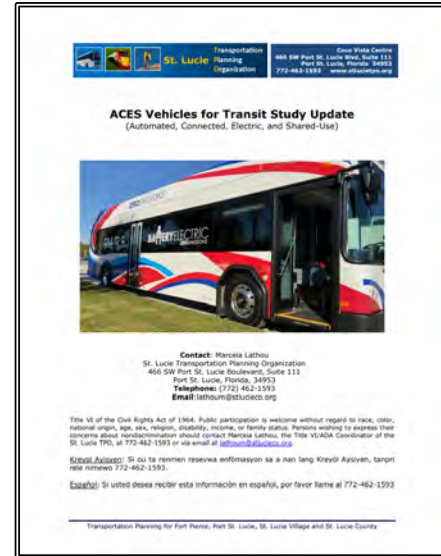 St. Lucie
Transportation
Planning
Organization
Coco Vista Centre
466 SW Port St. Lucie Blvd, Suite 111
Port St. Lucie, Florida 34953
772-462-1593 www.stlucietpo.org
ACES Vehicles for Transit Study Update
(Automated, Connected, Electric, and Shared-Use)
BATTERY ELECTRIC
Contact: Marceia Lathou
St. Lucie Transportation Planning Organization
466 SW Port St. Lucie Boulevard, Suite 111
Port St. Lucie, Florida, 34953
Telephone: (772) 462-1593
Email:lathoum@stlucieco.org
Title VI of the Civil Rights Act of 1964: Public participation is welcome without regard to race, color,
national origin, age, sex, religion, disability, income, or family status. Persons wishing to express their
concerns about nondiscrimination should contact Marceia Lathou, the Title VI/ADA Coordinator of the
St. Lucie TPO, at 772-462-1593 or via email at lathoum@stlucieco.org.
Kreyol Ayisyen: Si ou ta renmen resevwa enfòmasyon sa a nan lang Kreyòl Ayisyen, tanpri
rele nimewo 772-462-1593.
Español: Si usted desea recibir esta información en español, por favor llame al 772-462-1593
Transportation Planning for Fort Pierce, Port St. Lucie, St. Lucie Village and St. Lucie County